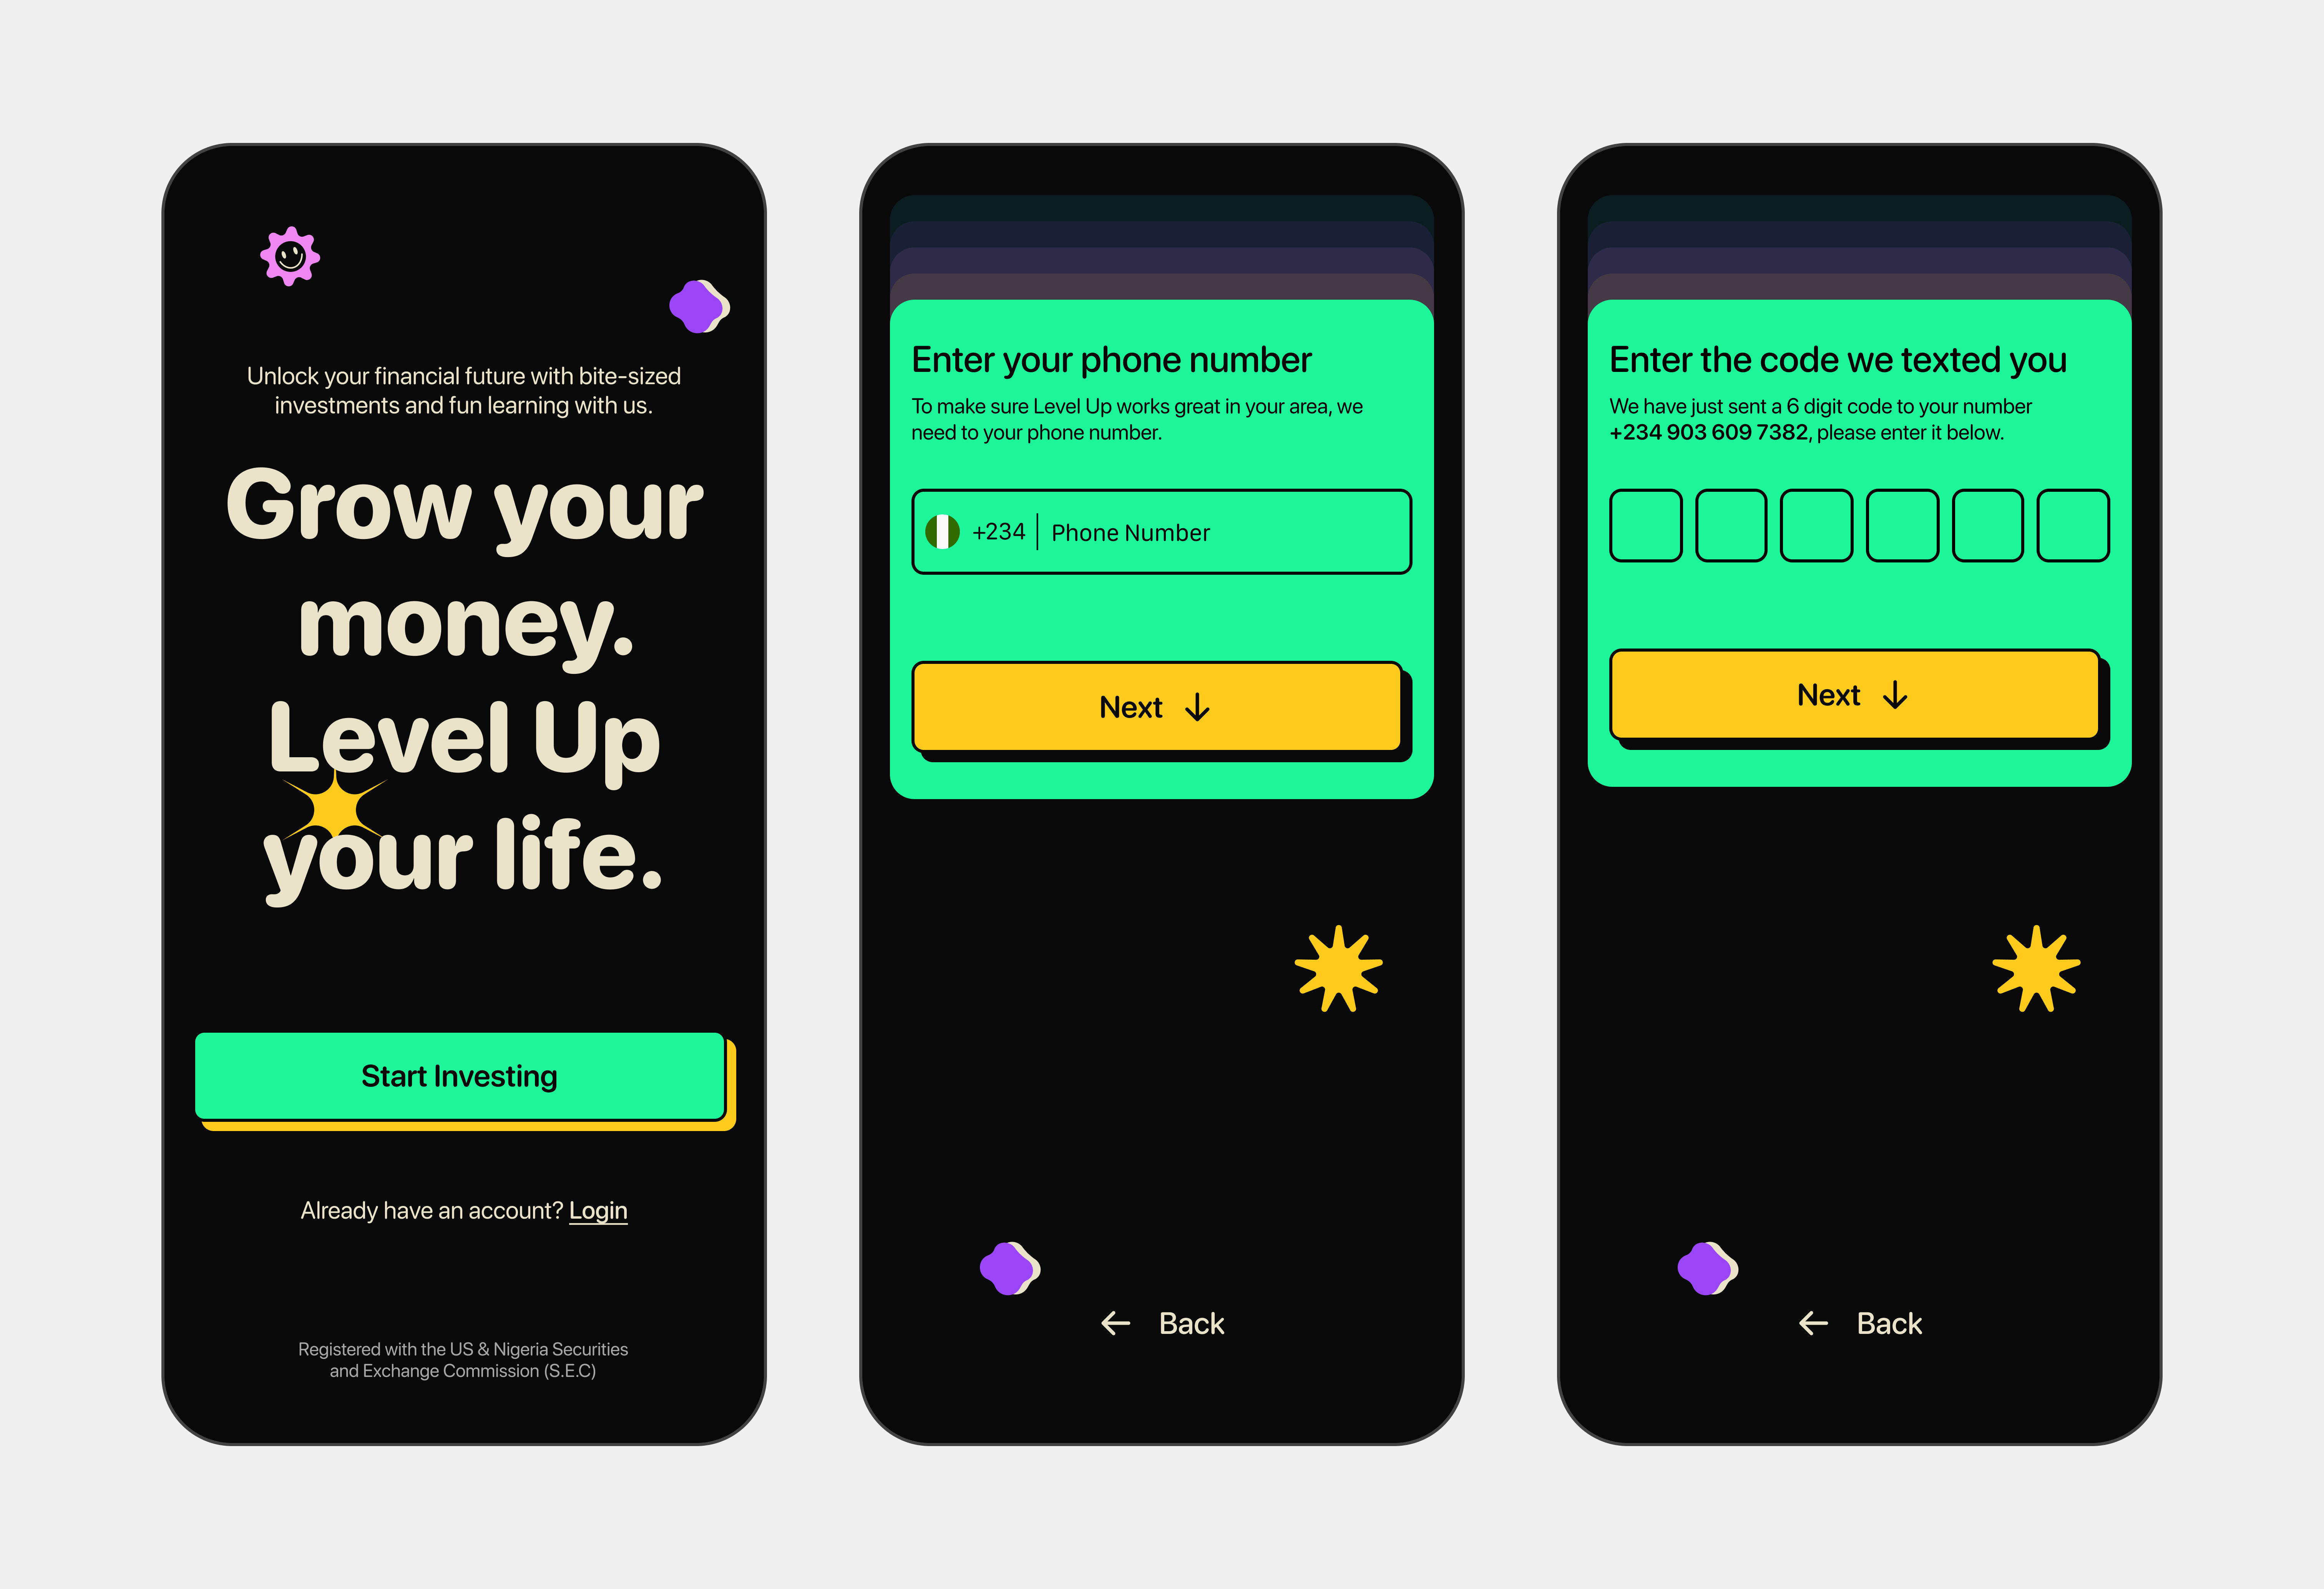 Unlock your financial future with bite-sized
investments and fun learning with us.
Grow your
money.
Level Up
your life.
Start Investing
Already have an account? Login
Registered with the US & Nigeria Securities
and Exchange Commission (S.E.C)
Enter your phone number
To make sure Level Up works great in your area, we
need to your phone number.
+234 Phone Number
Next
Back
Enter the code we texted you
We have just sent a 6 digit code to your number
+234 903 609 7382, please enter it below.
Next
Back